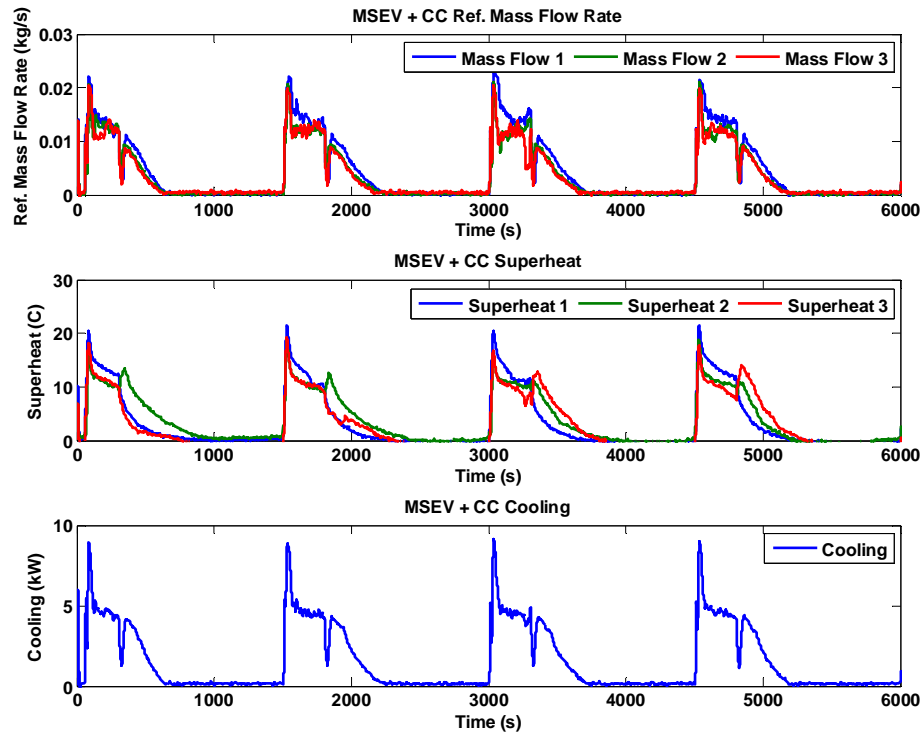 MSEV + CC Ref. Mass Flow Rate
Ref. Mass Flow Rate (kg/s)
0.03
0.02
0.01
0
Mass Flow 1 Mass Flow 2 Mass Flow 3
0 1000 2000 3000 4000 5000 6000
Time (s)
MSEV + CC Superheat
Superheat (C)
30
20
10
0
Superheat 1 Superheat 2 Superheat 3
0 1000 2000 3000 4000 5000 6000
Time (s)
MSEV + CC Cooling
Cooling (kW)
10
5
0
Cooling
0 1000 2000 3000 4000 5000 6000
Time (s)